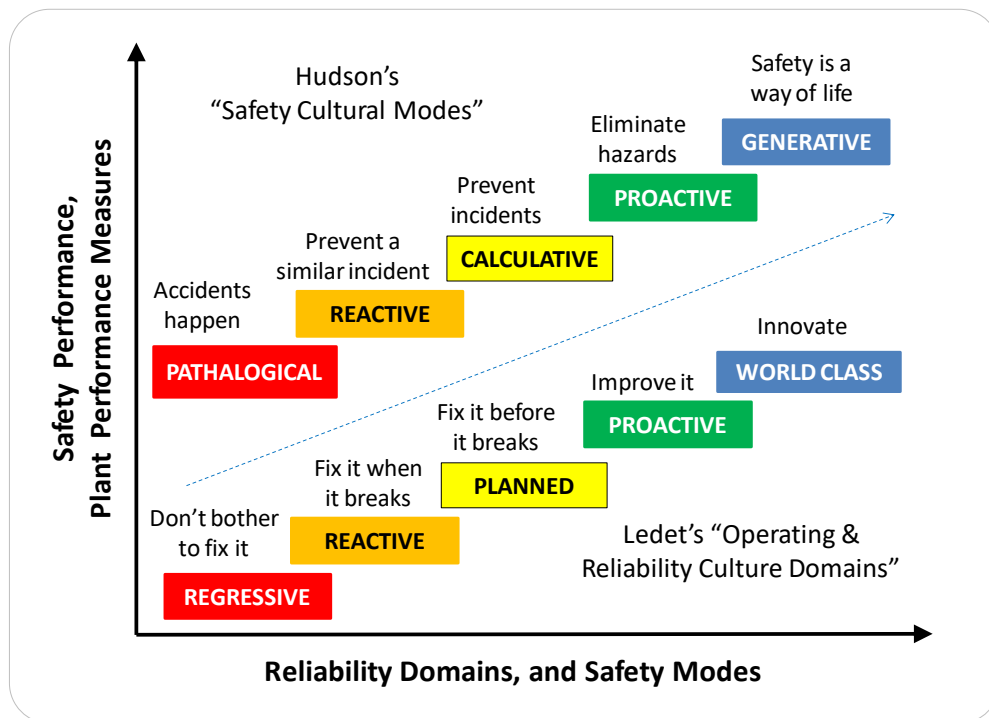 Safety Performance,
Plant Performance Measures
Hudson's
“Safety Cultural Modes”
Safety is a
way of life
GENERATIVE
Eliminate
hazards
PROACTIVE
Prevent
incidents
CALCULATIVE
Prevent a
similar incident
REACTIVE
Accidents
happen
PATHALOGICAL
Innovate
WORLD CLASS
Improve it
PROACTIVE
Fix it before
it breaks
PLANNED
Fix it when
it breaks
REACTIVE
Don't bother
to fix it
REGRESSIVE
Ledet's “Operating &
Reliability Culture Domains”
Reliability Domains, and Safety Modes